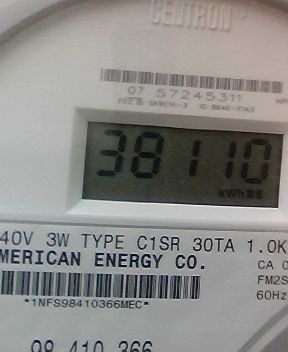 CENTRON®
07 57245311
38110
kWh
40V 3W TYPE C1SR 30TA 1.0K
MERICAN ENERGY CO.
CA 0
FM2S
*1NFS98410366MEC*
60Hz
98 410 366